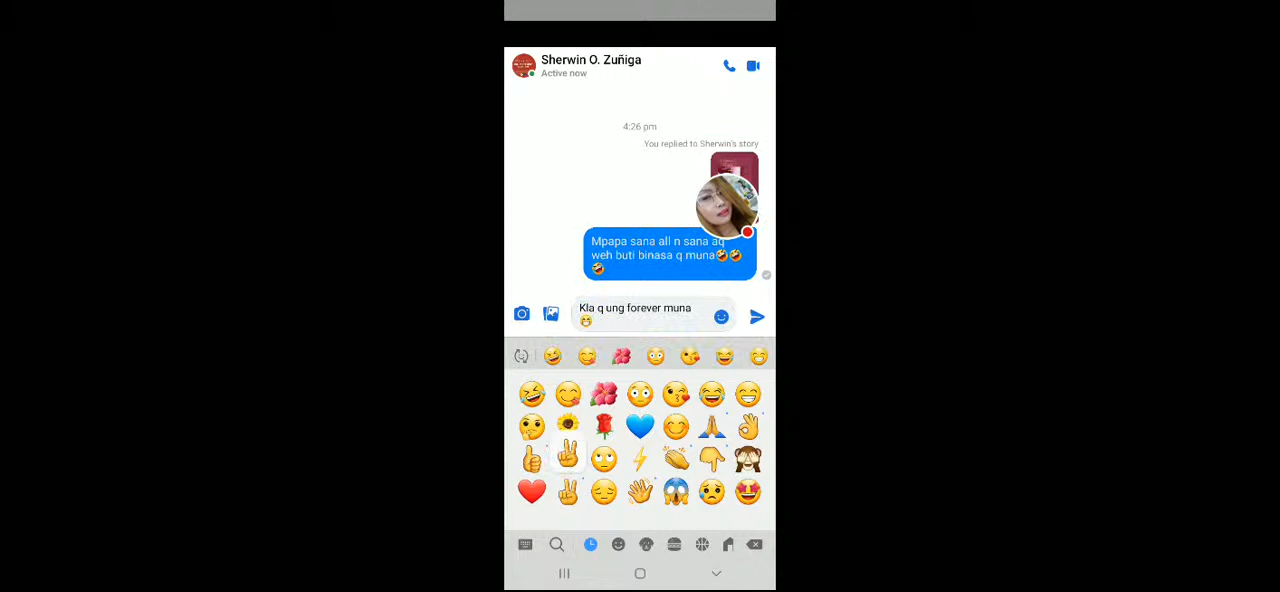 Sherwin O. Zuñiga
Active now
4:26 pm
You replied to Sherwin's story
Mpapa sana all n sana aq
weh buti binasa q muna🤣🤣
🤣
Kla q ung forever muna
😁